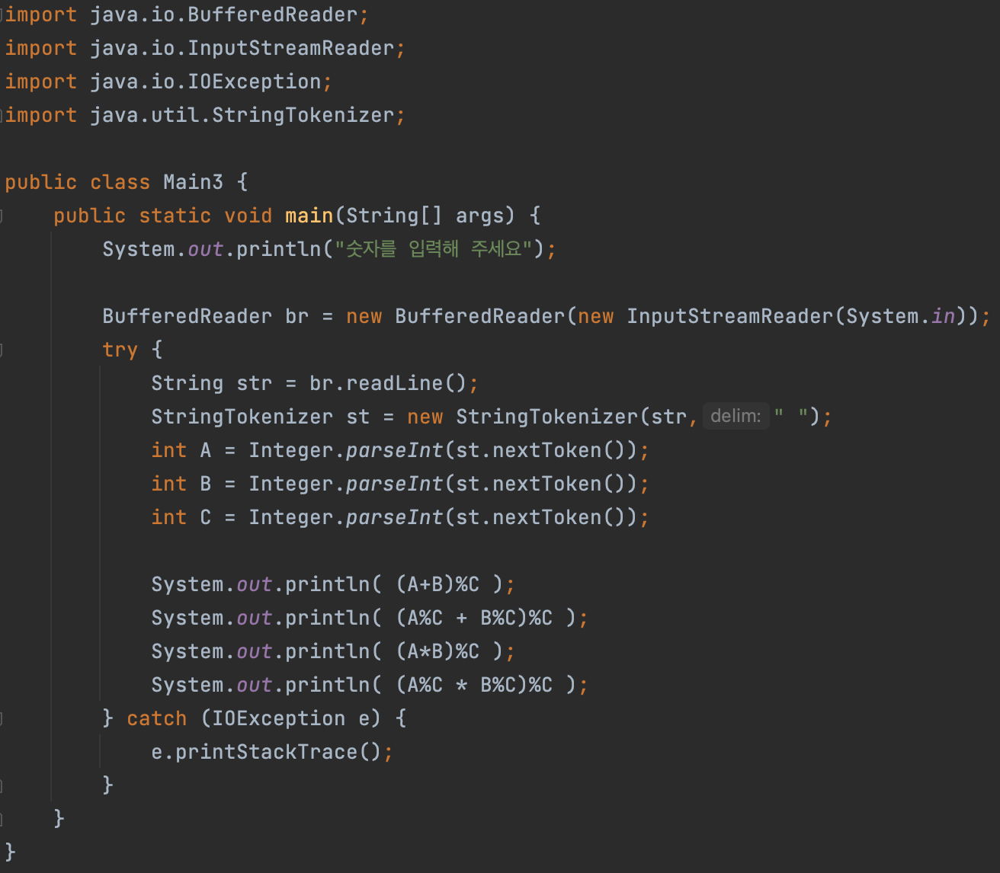 import java.io.BufferedReader;
import java.io.InputStreamReader;
import java.io.IOException;
import java.util.StringTokenizer;

public class Main3 {
    public static void main(String[] args) {
        System.out.println("숫자를 입력해 주세요");

        BufferedReader br = new BufferedReader(new InputStreamReader(System.in));
        try {
            String str = br.readLine();
            StringTokenizer st = new StringTokenizer(str, delim: " ");
            int A = Integer.parseInt(st.nextToken());
            int B = Integer.parseInt(st.nextToken());
            int C = Integer.parseInt(st.nextToken());

            System.out.println( (A+B)%C );
            System.out.println( (A%C + B%C)%C );
            System.out.println( (A*B)%C );
            System.out.println( (A%C * B%C)%C );
        } catch (IOException e) {
            e.printStackTrace();
        }
    }
}